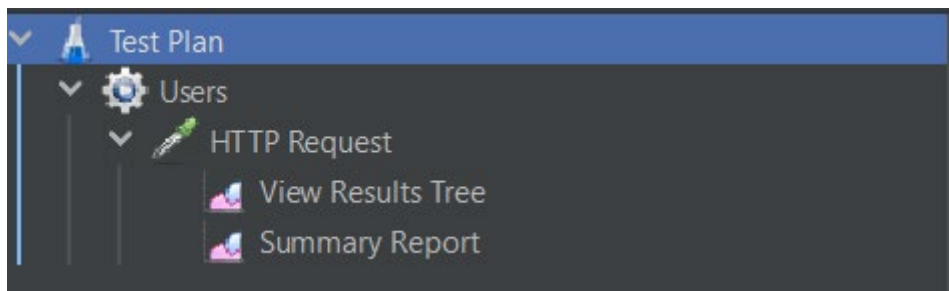 Test Plan
Users
HTTP Request
View Results Tree
Summary Report